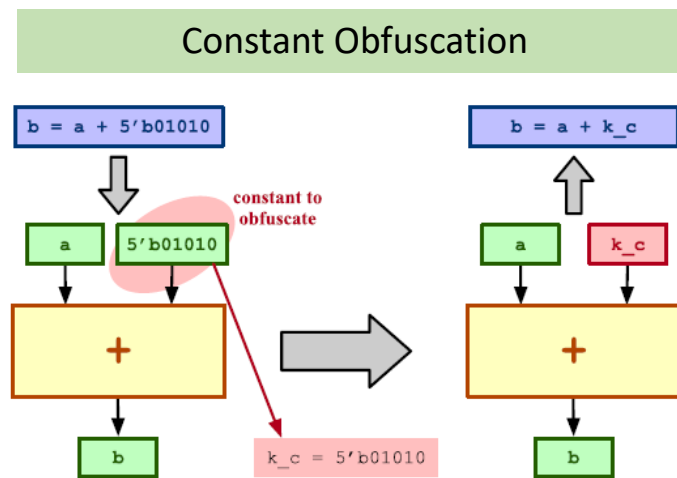 Constant Obfuscation
b = a + 5'b01010
b = a + k_c
constant to
obfuscate
a
5'b01010
a
k_c
+
+
b
k_c = 5'b01010
b